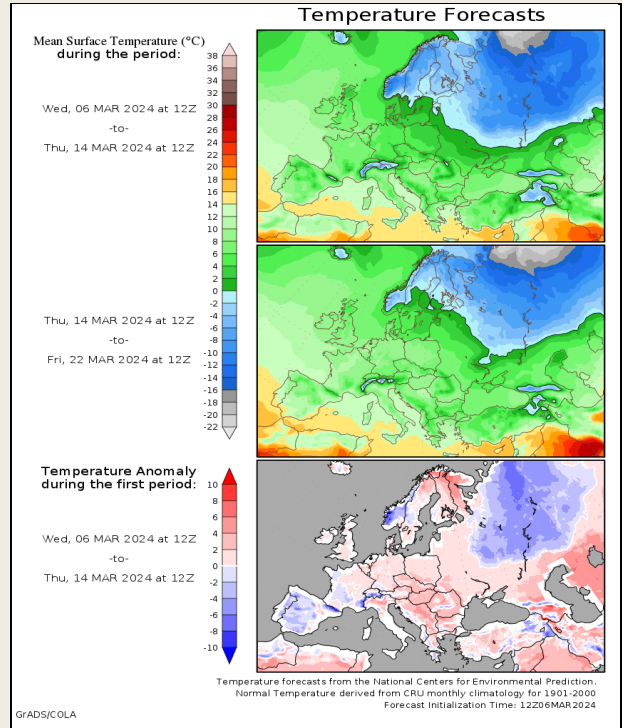 Temperature Forecasts
Mean Surface Temperature (°C)
during the period:
38
36
34
32
30
28
26
24
22
20
18
16
14
12
10
8
6
4
2
0
-2
-4
-6
-8
-10
-12
-14
-16
-18
-20
-22
Wed, 06 MAR 2024 at 12Z
-to-
Thu, 14 MAR 2024 at 12Z
Thu, 14 MAR 2024 at 12Z
-to-
Fri, 22 MAR 2024 at 12Z
Temperature Anomaly
during the first period:
10
8
6
4
2
0
-2
-4
-6
-8
-10
Wed, 06 MAR 2024 at 12Z
-to-
Thu, 14 MAR 2024 at 12Z
Temperature forecasts from the National Centers for Environmental Prediction.
Normal Temperature derived from CRU monthly climatology for 1901-2000
Forecast Initialization Time: 12Z06MAR2024
GrADS/COLA